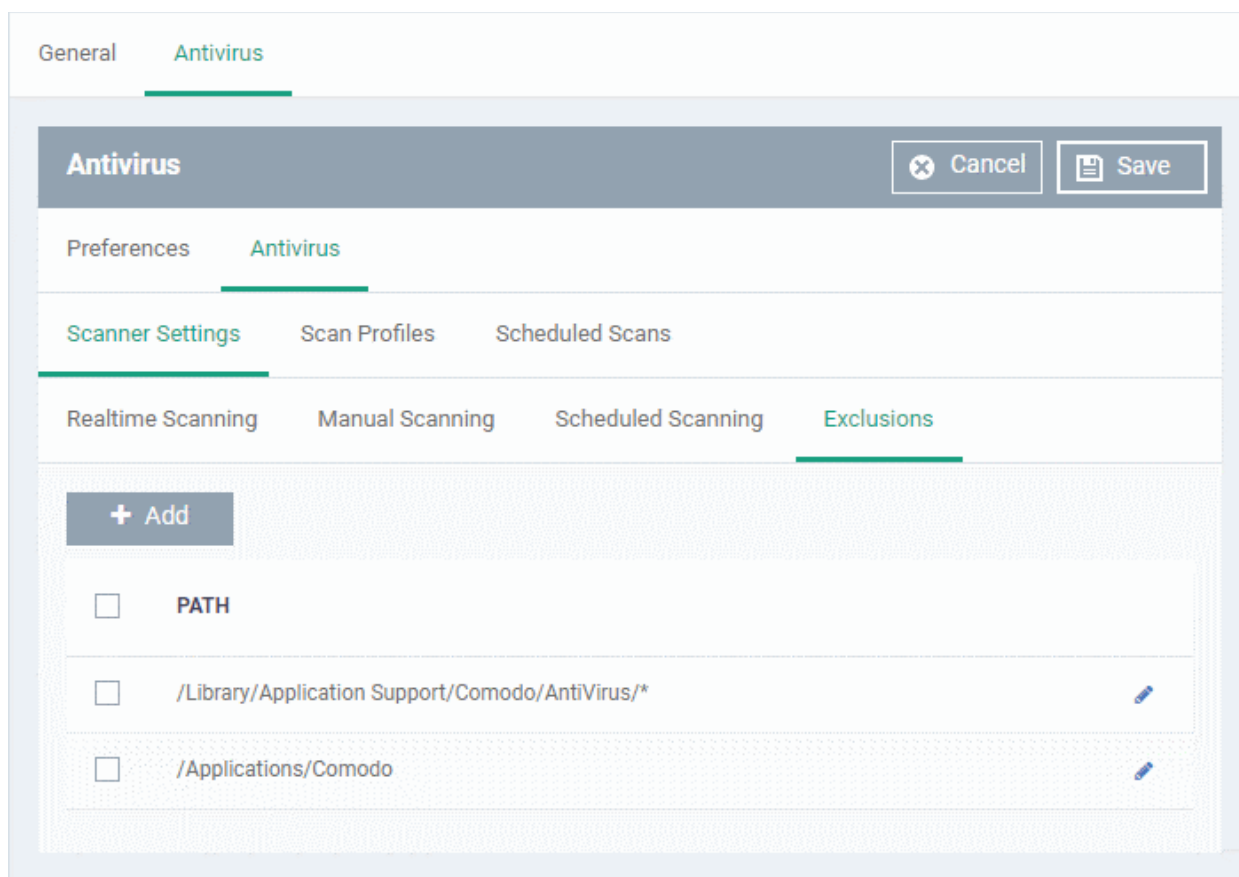 General Antivirus
Antivirus Cancel Save
Preferences Antivirus
Scanner Settings Scan Profiles Scheduled Scans
Realtime Scanning Manual Scanning Scheduled Scanning Exclusions
+ Add
PATH
/Library/Application Support/Comodo/AntiVirus/*
/Applications/Comodo